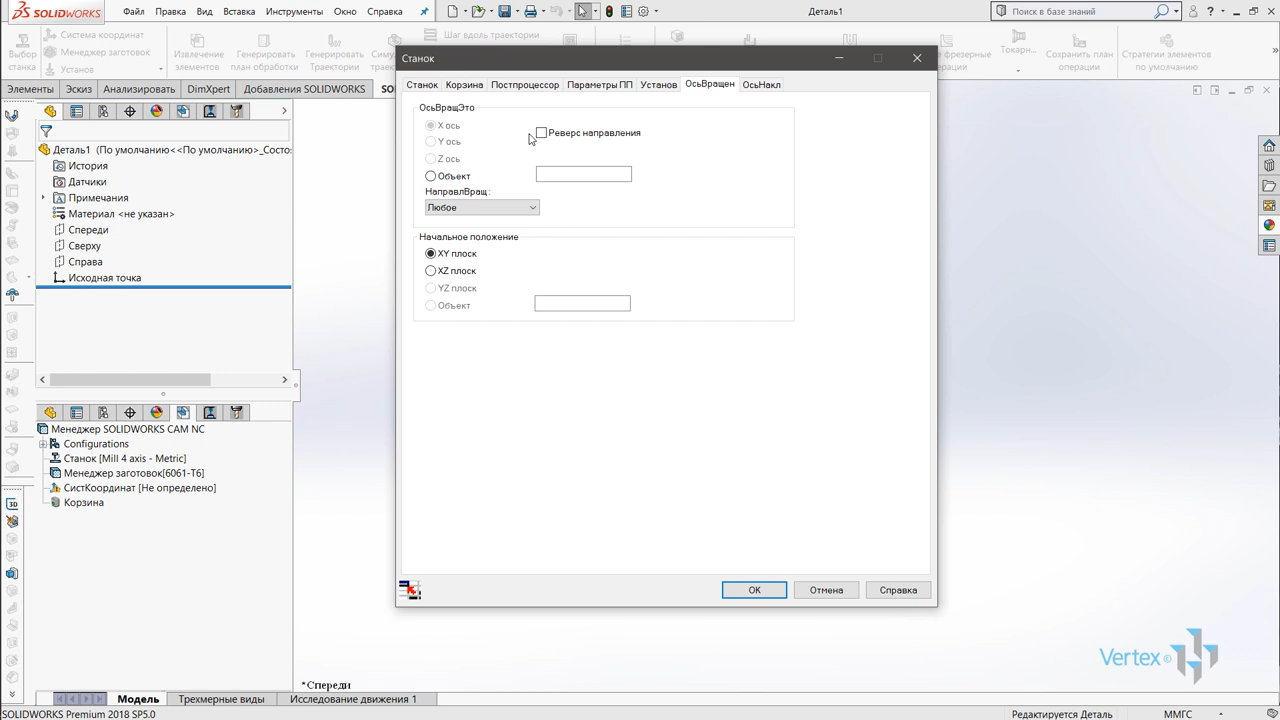 SOLIDWORKS
Файл Правка Вид Вставка Инструменты Окно Справка
Деталь1
Поиск в базе знаний
Выбор станка
Система координат
Менеджер заготовок
Установ
Извлечение элементов
Генерировать план обработки
Генерировать Траектории
Шаг вдоль траектории
Токарн...
Сохранить план операции
Стратегии элементов по умолчанию
Элементы Эскиз Анализировать DimXpert Добавления SOLIDWORKS
Деталь1 (По умолчанию<<По умолчанию>_Состо
История
Датчики
Примечания
Материал <не указан>
Спереди
Сверху
Справа
Исходная точка
Менеджер SOLIDWORKS CAM NC
Configurations
Станок [Mill 4 axis - Metric]
Менеджер заготовок[6061-T6]
СистКоординат [Не определено]
Корзина
Станок
Станок Корзина Постпроцессор Параметры ПП Установ ОсьВращен ОсьНакл
ОсьВращЭто
X ось
Реверс направления
Y ось
Z ось
Объект
НаправлВращ:
Любое
Начальное положение
XY плоск
XZ плоск
YZ плоск
Объект
OK Отмена Справка
*Спереди
Vertex ©
Модель Трехмерные виды Исследование движения 1
SOLIDWORKS Premium 2018 SP5.0
Редактируется Деталь
ММГС